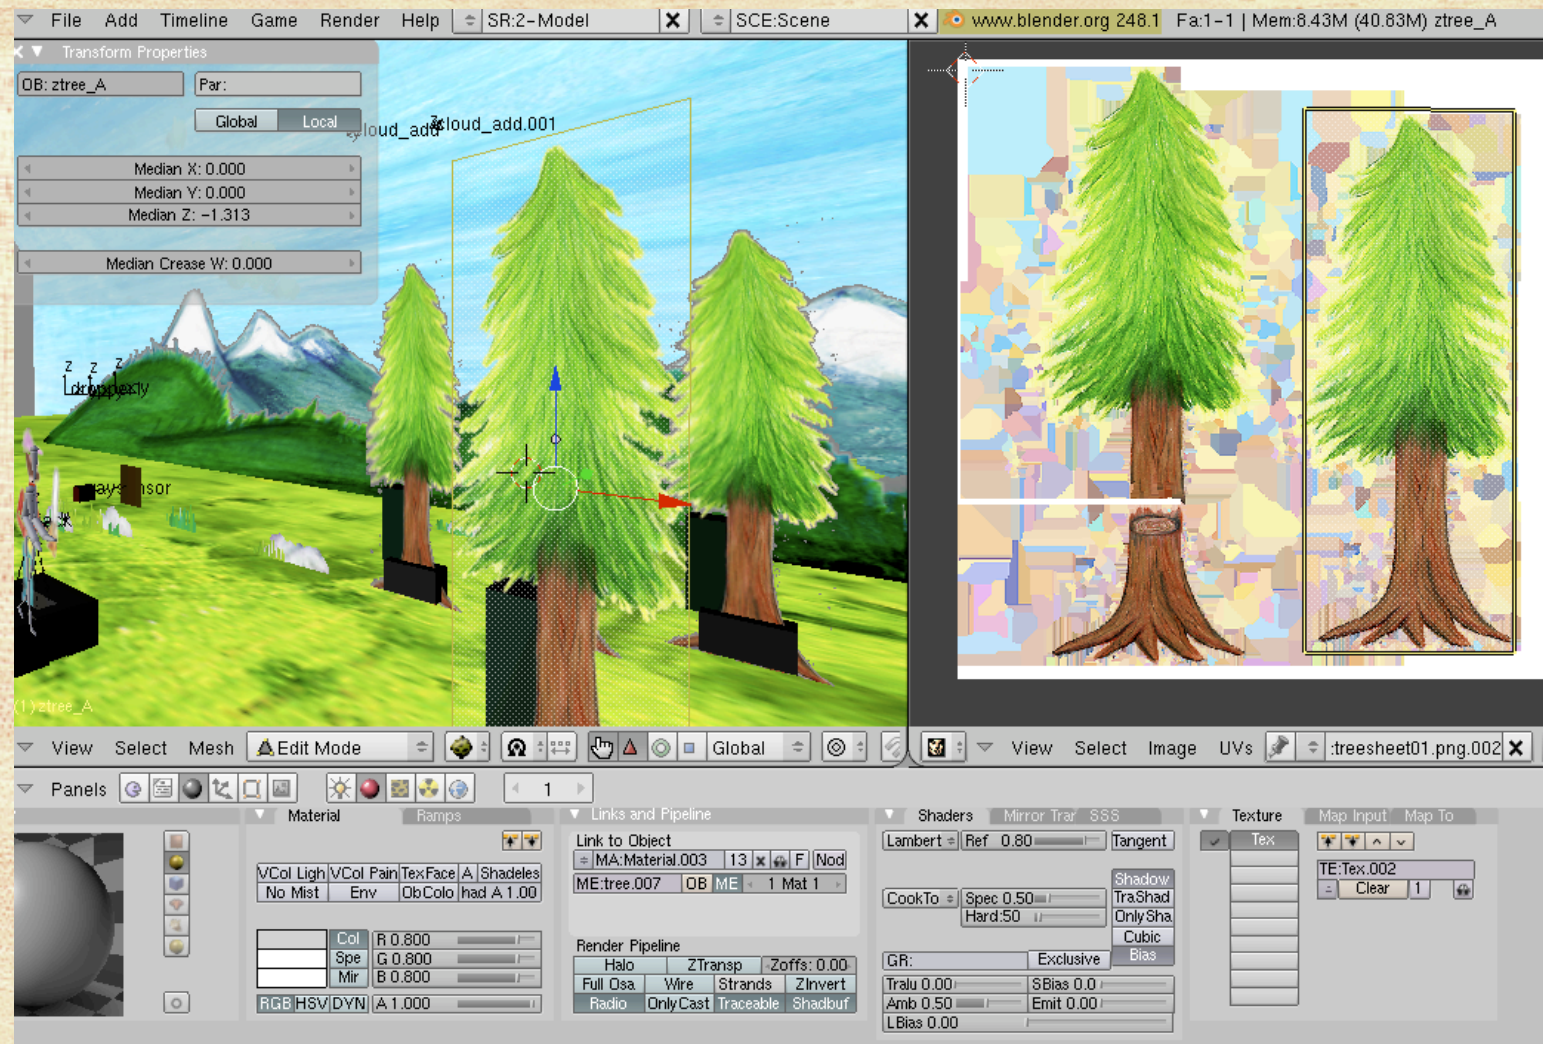 File Add Timeline Game Render Help SR:2-Model SCE:Scene www.blender.org 248.1 Fa:1-1 | Mem:8.43M (40.83M) ztree_A
Transform Properties
OB: ztree_A Par:
Global Local
cloud_add cloud_add.001
Median X: 0.000
Median Y: 0.000
Median Z: -1.313
Median Crease W: 0.000
z z z
(1) ztree_A
View Select Mesh Edit Mode Global View Select Image UVs :treesheet01.png.002
Panels 1
Material Ramps Links and Pipeline Shaders Mirror Trar SSS Texture Map Input Map To
Link to Object Lambert Ref 0.80 Tangent Tex
MA:Material.003 13 F Nod TE:Tex.002
VCol Ligh VCol Pain TexFace A Shadeles ME:tree.007 OB ME 1 Mat 1 Shadow Clear 1
No Mist Env ObColo had A 1.00 CookTo Spec 0.50 TraShad
Hard:50 OnlySha
Col R 0.800 Render Pipeline Cubic
Spe G 0.800 Halo ZTransp Zoffs: 0.00 GR: Exclusive Bias
Mir B 0.800 Full Osa Wire Strands ZInvert Tralu 0.00 SBias 0.0
RGB HSV DYN A 1.000 Radio OnlyCast Traceable Shadbuf Amb 0.50 Emit 0.00
LBias 0.00